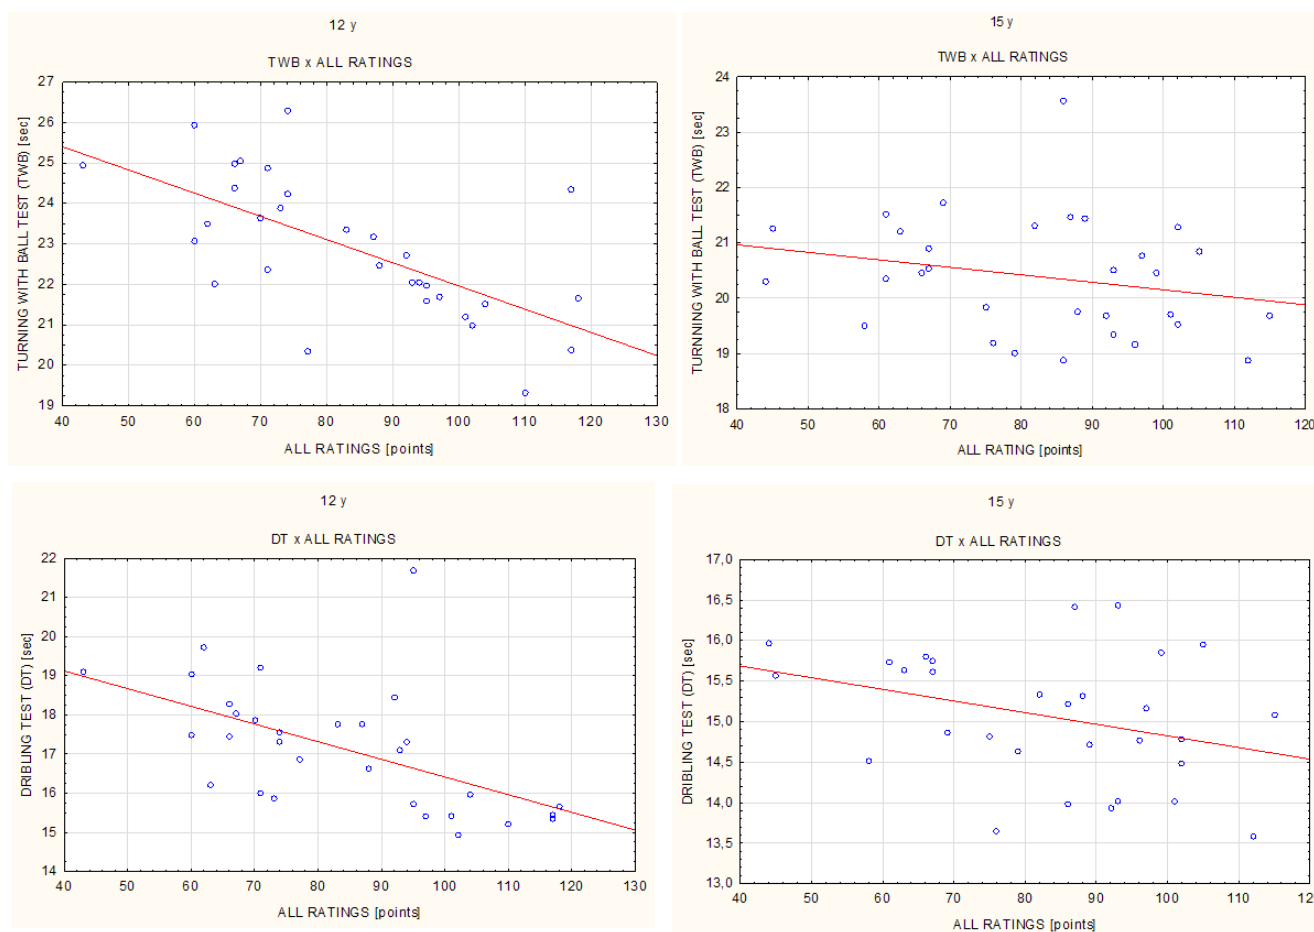 12 y
TWB x ALL RATINGS
TURNNING WITH BALL TEST (TWB) [sec]
27
26
25
24
23
22
21
20
19
40 50 60 70 80 90 100 110 120 130
ALL RATINGS [points]
15 y
TWB x ALL RATINGS
TURNNING WITH BALL TEST (TWB) [sec]
24
23
22
21
20
19
18
40 50 60 70 80 90 100 110 120
ALL RATING [points]
12 y
DT x ALL RATINGS
DRIBLING TEST (DT) [sec]
22
21
20
19
18
17
16
15
14
40 50 60 70 80 90 100 110 120 130
ALL RATINGS [points]
15 y
DT x ALL RATINGS
DRIBLING TEST (DT) [sec]
17,0
16,5
16,0
15,5
15,0
14,5
14,0
13,5
13,0
40 50 60 70 80 90 100 110 120
ALL RATINGS [points]